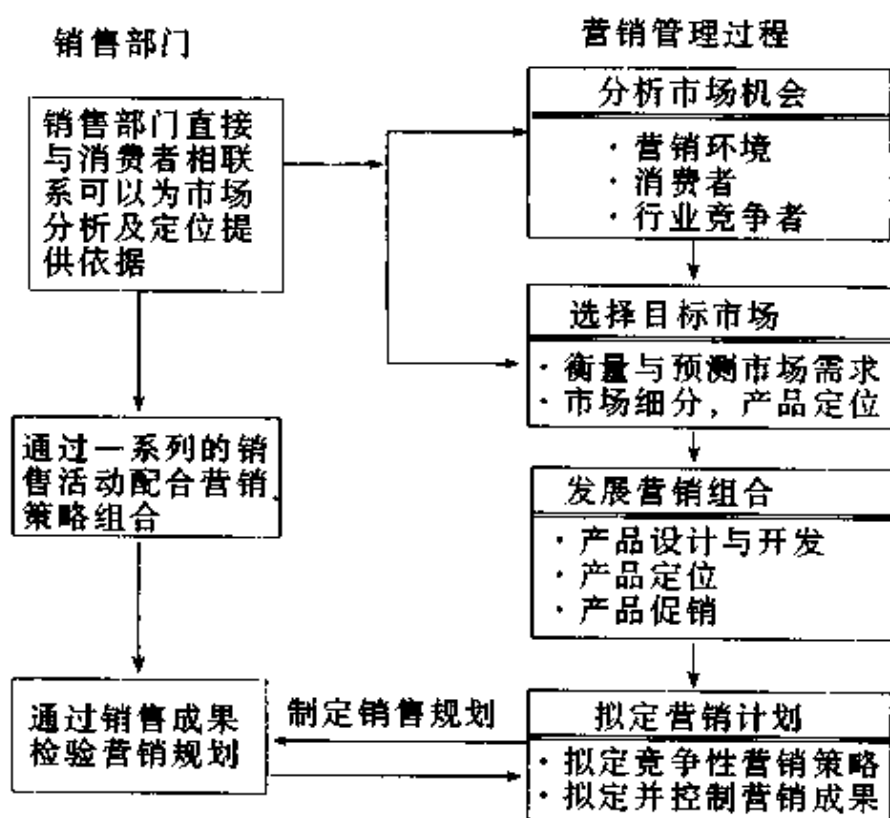 销售部门
销售部门直接
与消费者相联
系可以为市场
分析及定位提
供依据
通过一系列的销
售活动配合营销
策略组合
通过销售成果
检验营销规划
制定销售规划
营销管理过程
分析市场机会
·营销环境
·消费者
·行业竞争者
选择目标市场
·衡量与预测市场需求
·市场细分，产品定位
发展营销组合
·产品设计与开发
·产品定位
·产品促销
拟定营销计划
·拟定竞争性营销策略
·拟定并控制营销成果